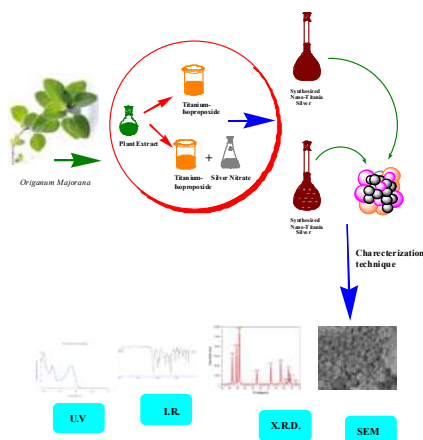 Synthesized
Nano-Titania
Silver
Titanium-
Isopropoxide
Plant Extract
Origanum Majorana
+
Titanium
-Isopropoxide
Silver Nitrate
Synthesized
Nano-Titania
Silver
Charecterization
technique
U.V
I.R.
X.R.D.
SEM